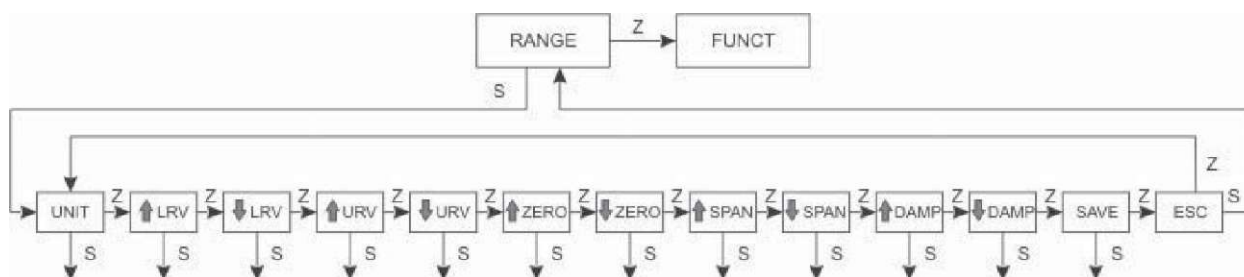 RANGE Z FUNCT
S
Z
UNIT Z LRV Z LRV Z URV Z URV Z ZERO Z ZERO Z SPAN Z SPAN Z DAMP Z DAMP Z SAVE Z ESC S
S S S S S S S S S S S S